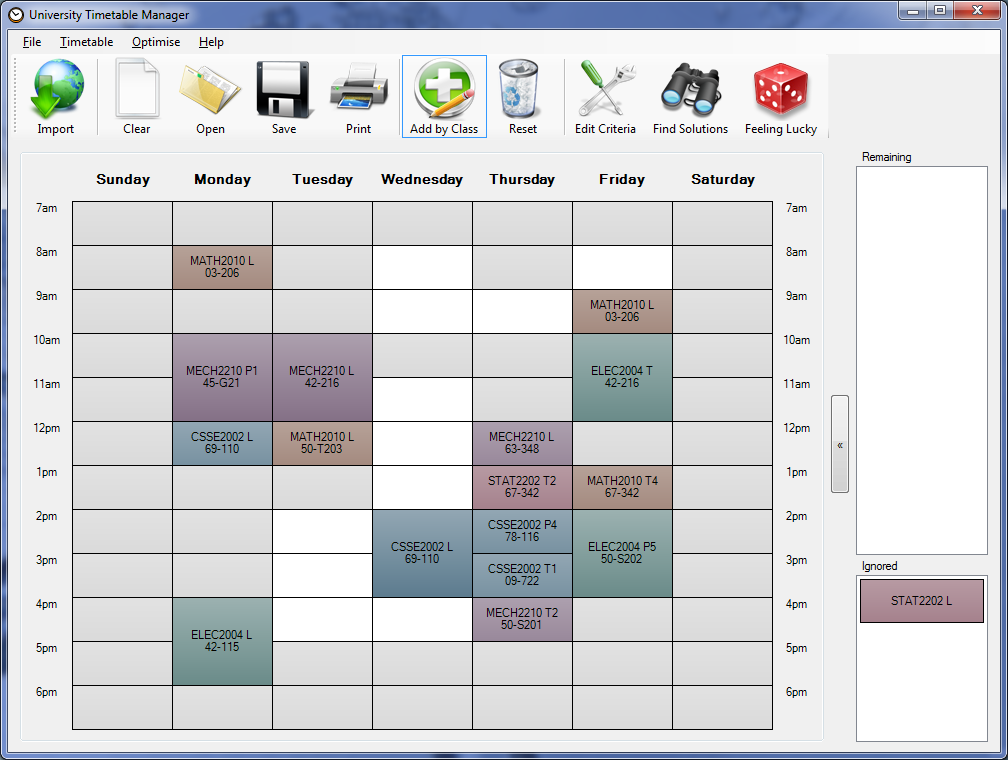 University Timetable Manager
File Timetable Optimise Help
Import Clear Open Save Print Add by Class Reset Edit Criteria Find Solutions Feeling Lucky
Remaining
Sunday Monday Tuesday Wednesday Thursday Friday Saturday
7am 7am
8am 8am
MATH2010 L
03-206
9am 9am
MATH2010 L
03-206
10am 10am
MECH2210 P1
45-G21
MECH2210 L
42-216
ELEC2004 T
42-216
11am 11am
12pm 12pm
CSSE2002 L
69-110
MATH2010 L
50-T203
MECH2210 L
63-348
«
1pm 1pm
STAT2202 T2
67-342
MATH2010 T4
67-342
2pm 2pm
CSSE2002 L
69-110
CSSE2002 P4
78-116
ELEC2004 P5
50-S202
3pm 3pm
CSSE2002 T1
09-722
Ignored
STAT2202 L
4pm 4pm
ELEC2004 L
42-115
MECH2210 T2
50-S201
5pm 5pm
6pm 6pm